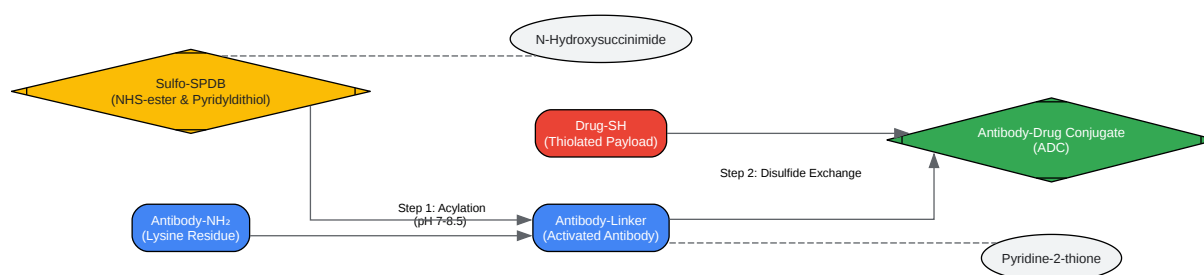 N-Hydroxysuccinimide
Sulfo-SPDB
(NHS-ester & Pyridyldithiol)
Drug-SH
(Thiolated Payload)
Antibody-Drug Conjugate
(ADC)
Step 2: Disulfide Exchange
Step 1: Acylation
(pH 7-8.5)
Antibody-NH₂
(Lysine Residue)
Antibody-Linker
(Activated Antibody)
Pyridine-2-thione